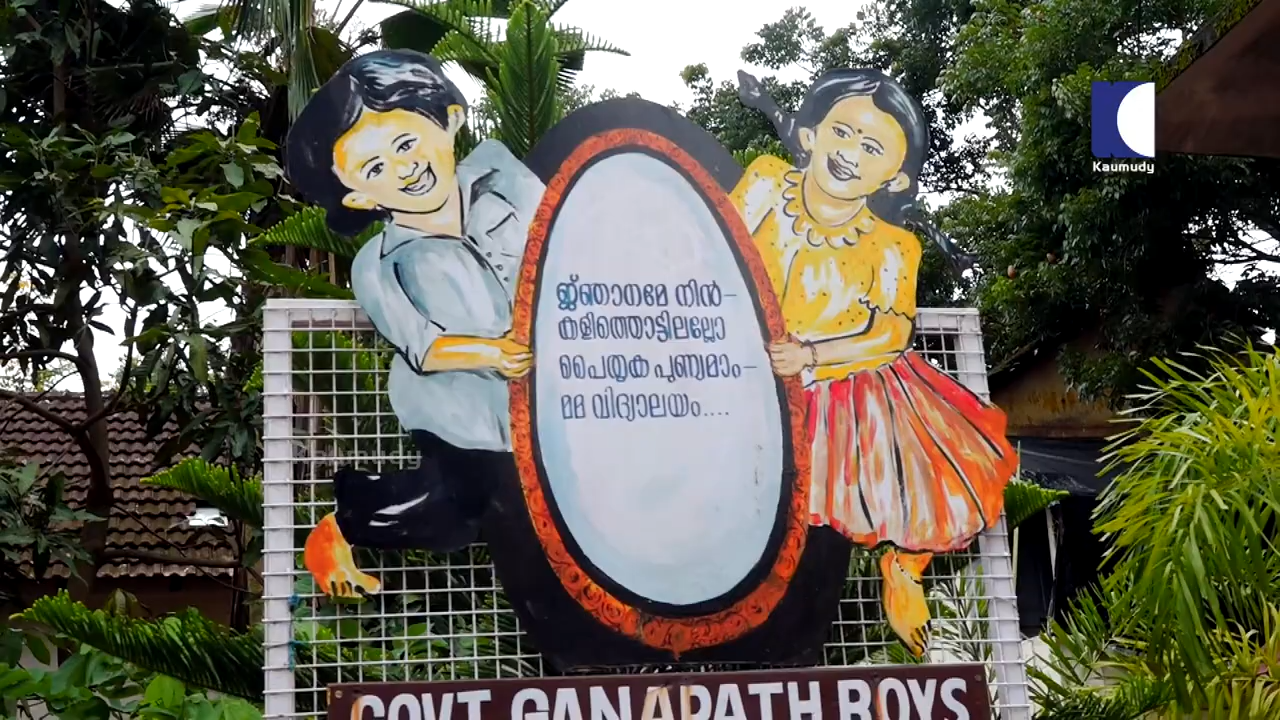 Kaumudy
ജ്ഞാനമേ നിൻ–
കളിത്തൊട്ടിലല്ലോ
പൈതൃക പുണ്യമാം–
മമ വിദ്യാലയം....
GOVT GANAPATH BOYS